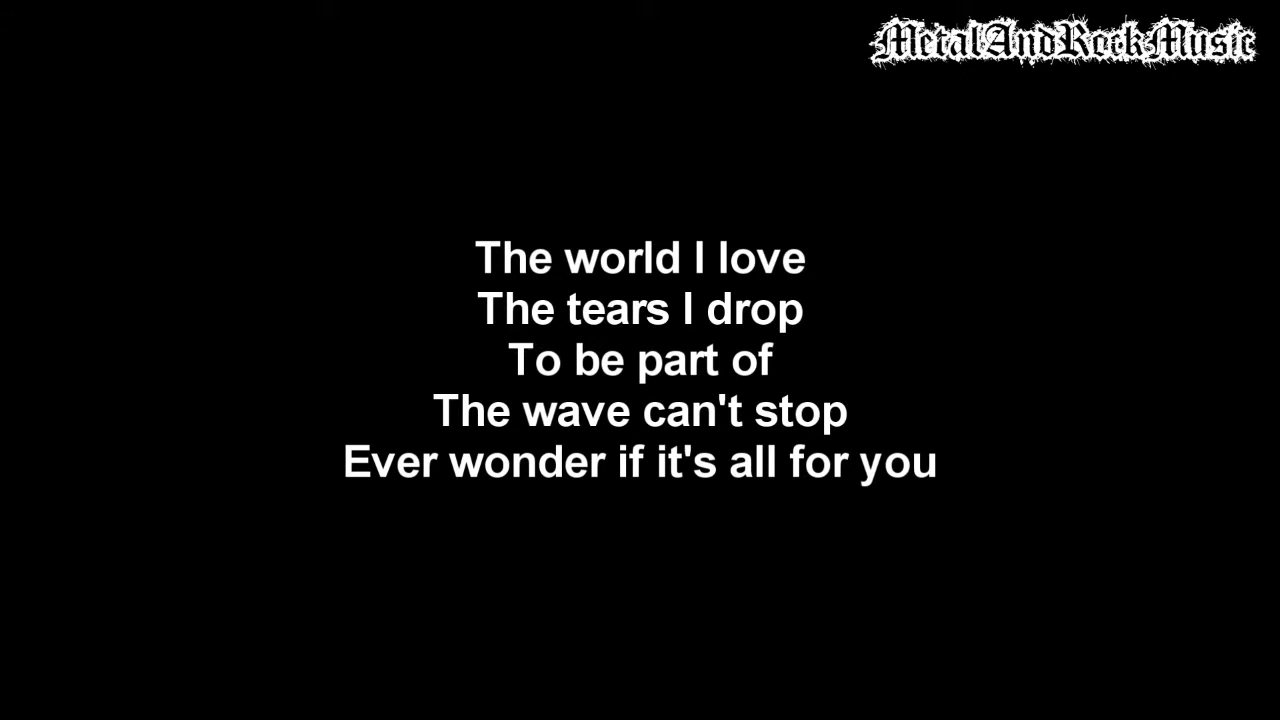 MetalAndRockMusic
The world I love
The tears I drop
To be part of
The wave can't stop
Ever wonder if it's all for you